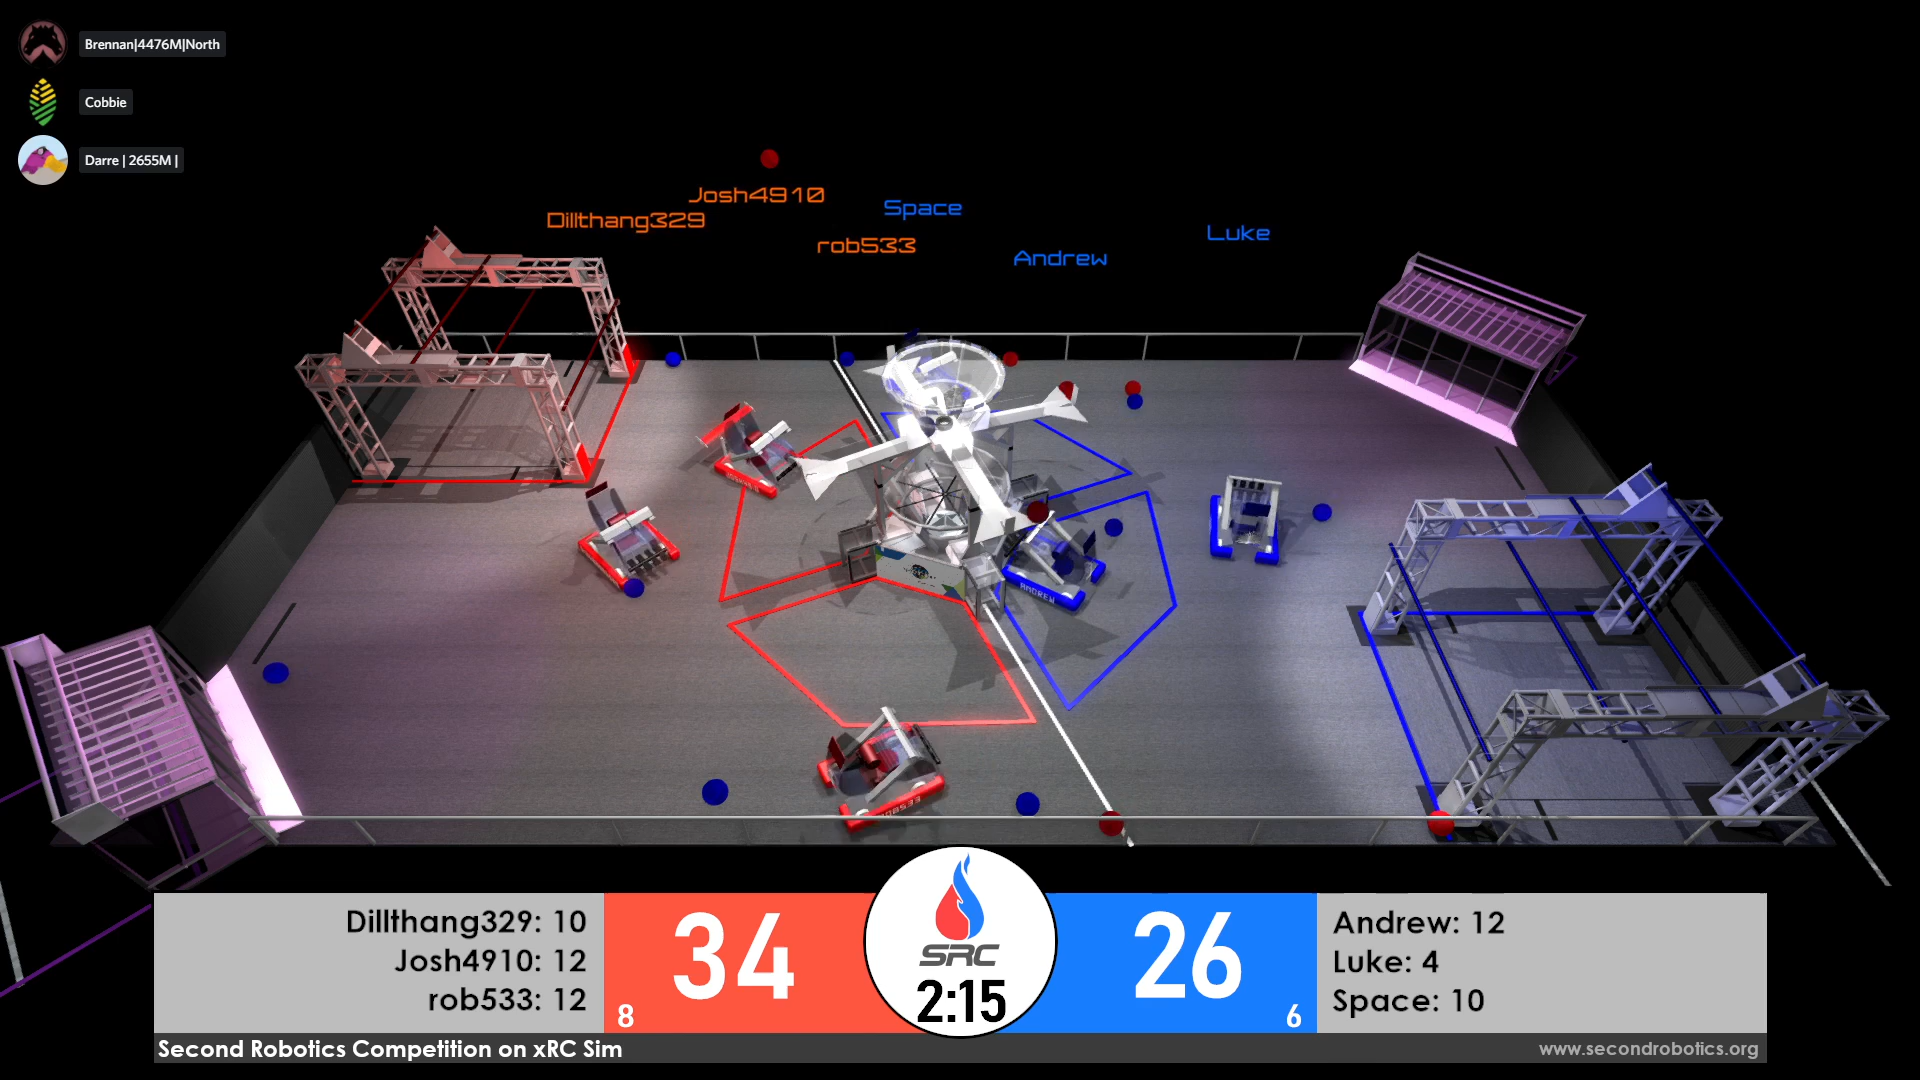 Brennan|4476M|North
Cobbie
Darre | 2655M |
Josh4910
Dillthang329
Space
rob533
Luke
Andrew
ANDREW
ROB533
Dillthang329: 10
Josh4910: 12
rob533: 12
8
34
SRC
2:15
26
6
Andrew: 12
Luke: 4
Space: 10
Second Robotics Competition on xRC Sim
www.secondrobotics.org